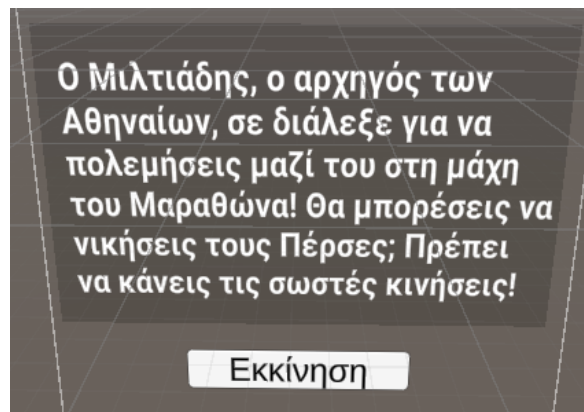 Ο Μιλτιάδης, ο αρχηγός των
Αθηναίων, σε διάλεξε για να
πολεμήσεις μαζί του στη μάχη
του Μαραθώνα! Θα μπορέσεις να
νικήσεις τους Πέρσες; Πρέπει
να κάνεις τις σωστές κινήσεις!
Εκκίνηση